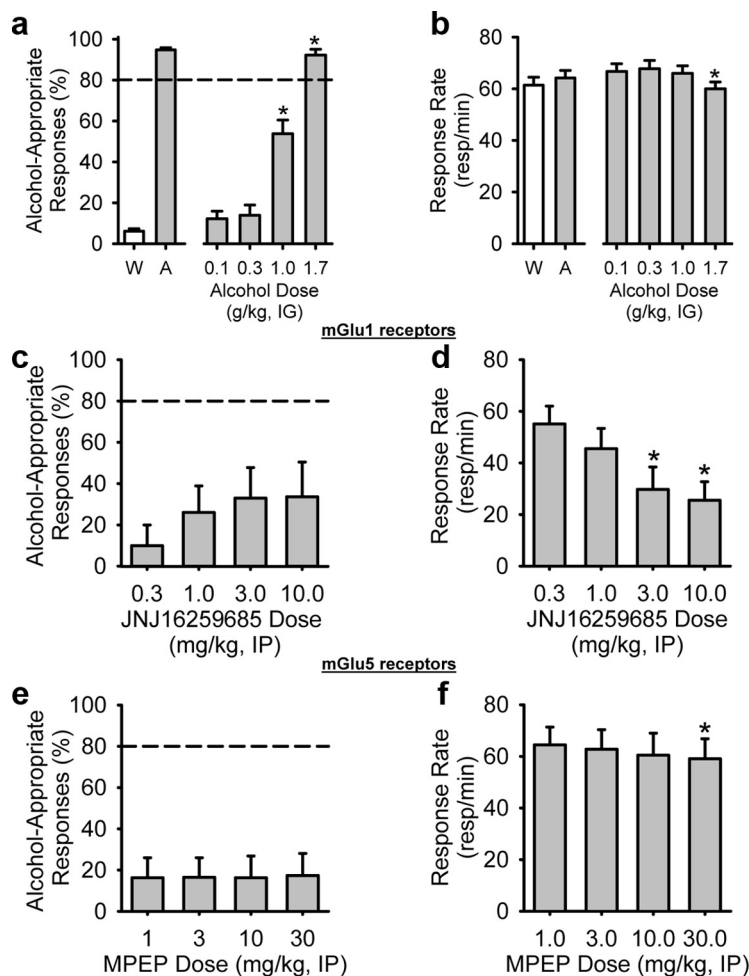 a
Alcohol-Appropriate
Responses (%)
100
80
60
40
20
0
*
*
W A 0.1 0.3 1.0 1.7
Alcohol Dose
(g/kg, IG)
b
Response Rate
(resp/min)
80
60
40
20
0
*
W A 0.1 0.3 1.0 1.7
Alcohol Dose
(g/kg, IG)
mGlu1 receptors
c
Alcohol-Appropriate
Responses (%)
100
80
60
40
20
0
0.3 1.0 3.0 10.0
JNJ16259685 Dose
(mg/kg, IP)
d
Response Rate
(resp/min)
80
60
40
20
0
*
*
0.3 1.0 3.0 10.0
JNJ16259685 Dose
(mg/kg, IP)
mGlu5 receptors
e
Alcohol-Appropriate
Responses (%)
100
80
60
40
20
0
1 3 10 30
MPEP Dose (mg/kg, IP)
f
Response Rate
(resp/min)
80
60
40
20
0
*
1.0 3.0 10.0 30.0
MPEP Dose (mg/kg, IP)